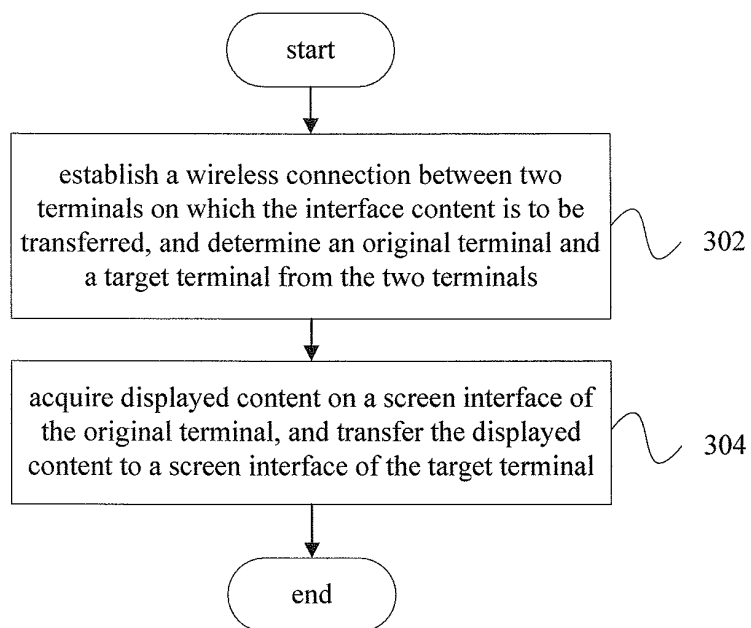 start
establish a wireless connection between two
terminals on which the interface content is to be
transferred, and determine an original terminal and
a target terminal from the two terminals
302
acquire displayed content on a screen interface of
the original terminal, and transfer the displayed
content to a screen interface of the target terminal
304
end